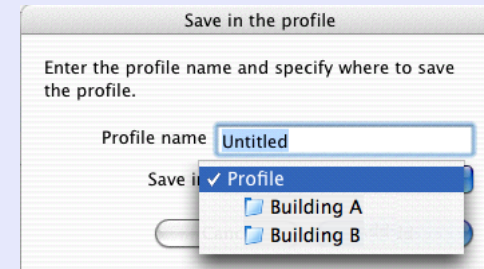 Save in the profile
Enter the profile name and specify where to save
the profile.
Profile name Untitled
Save i ✓ Profile
Building A
Building B